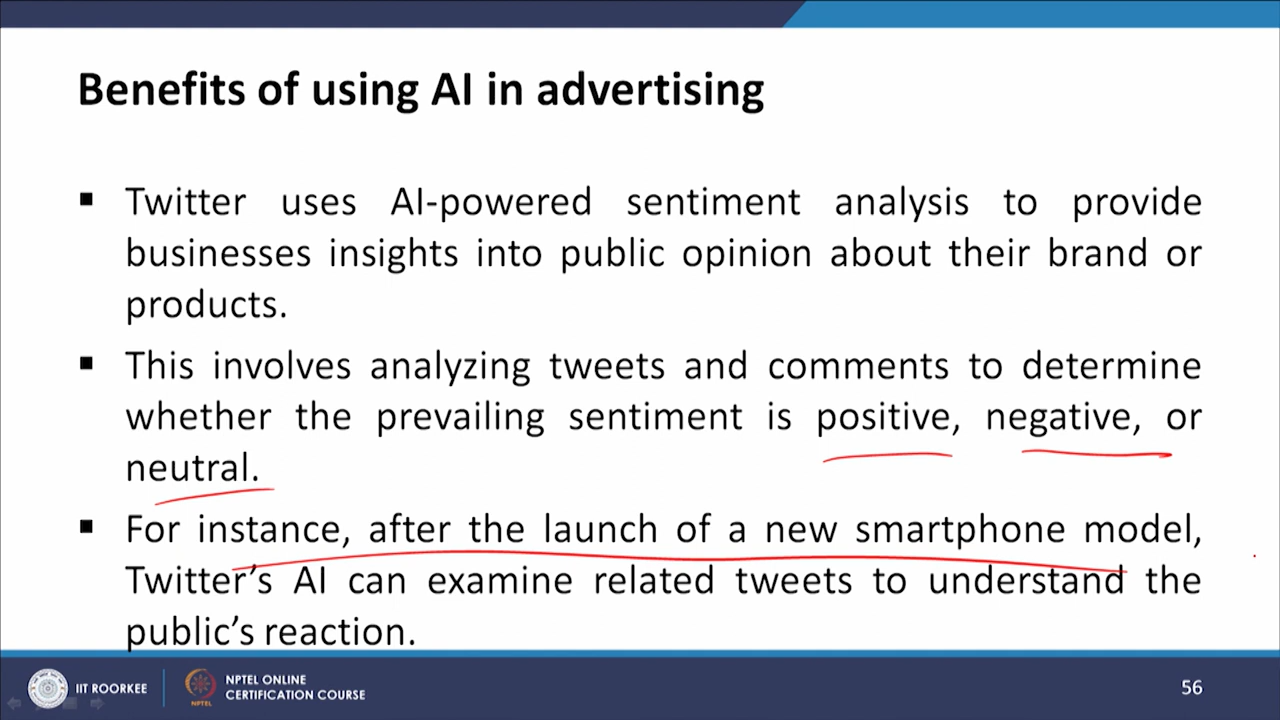 Benefits of using AI in advertising
▪ Twitter uses AI-powered sentiment analysis to provide
businesses insights into public opinion about their brand or
products.
▪ This involves analyzing tweets and comments to determine
whether the prevailing sentiment is positive, negative, or
neutral.
▪ For instance, after the launch of a new smartphone model,
Twitter’s AI can examine related tweets to understand the
public’s reaction.
IIT ROORKEE
NPTEL
NPTEL ONLINE
CERTIFICATION COURSE
56